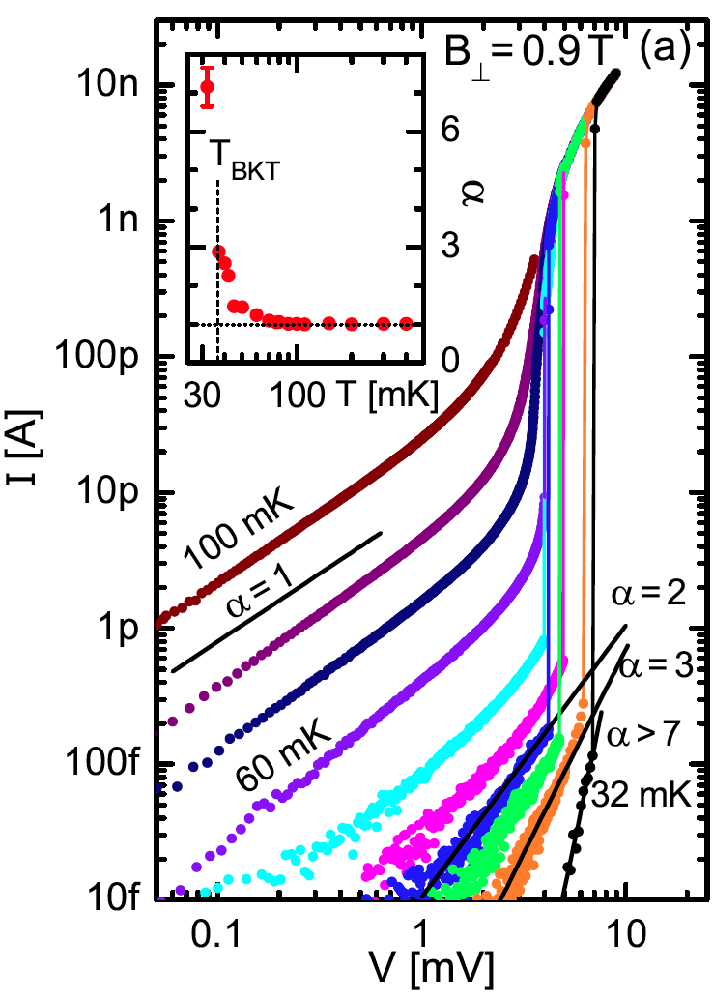 B⊥=0.9 T (a)
10n
1n
100p
10p
1p
100f
10f
I [A]
0.1
1
10
V [mV]
T_BKT
6
3
0
α
30
100
T [mK]
100 mK
α = 1
60 mK
α = 2
α = 3
α > 7
32 mK